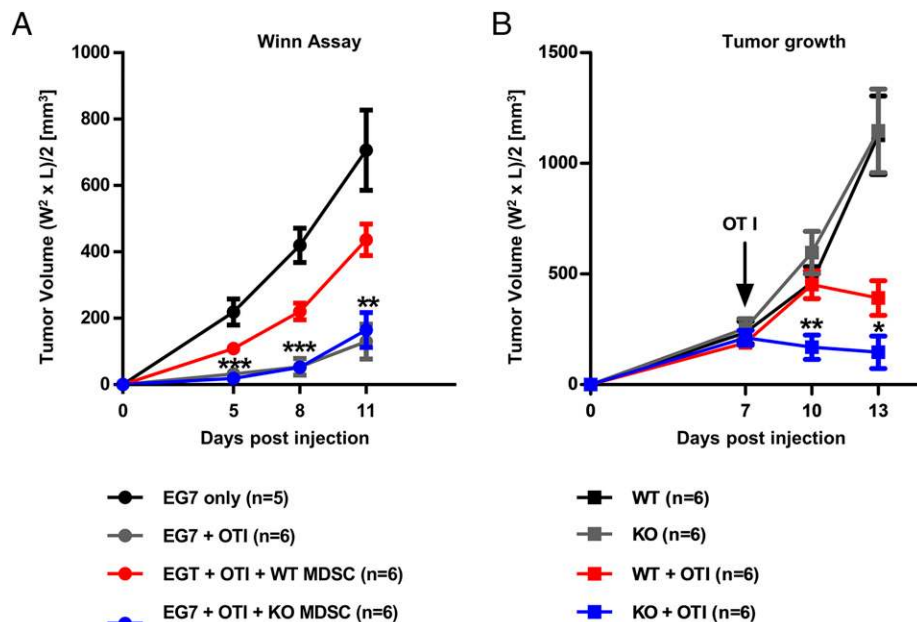 A
Winn Assay
Tumor Volume (W² x L)/2 [mm³]
1000
800
600
400
200
0
***
***
**
0 5 8 11
Days post injection
EG7 only (n=5)
EG7 + OTI (n=6)
EGT + OTI + WT MDSC (n=6)
EG7 + OTI + KO MDSC (n=6)
B
Tumor growth
Tumor Volume (W² x L)/2 [mm³]
1500
1000
500
0
OT I
**
*
0 7 10 13
Days post injection
WT (n=6)
KO (n=6)
WT + OTI (n=6)
KO + OTI (n=6)